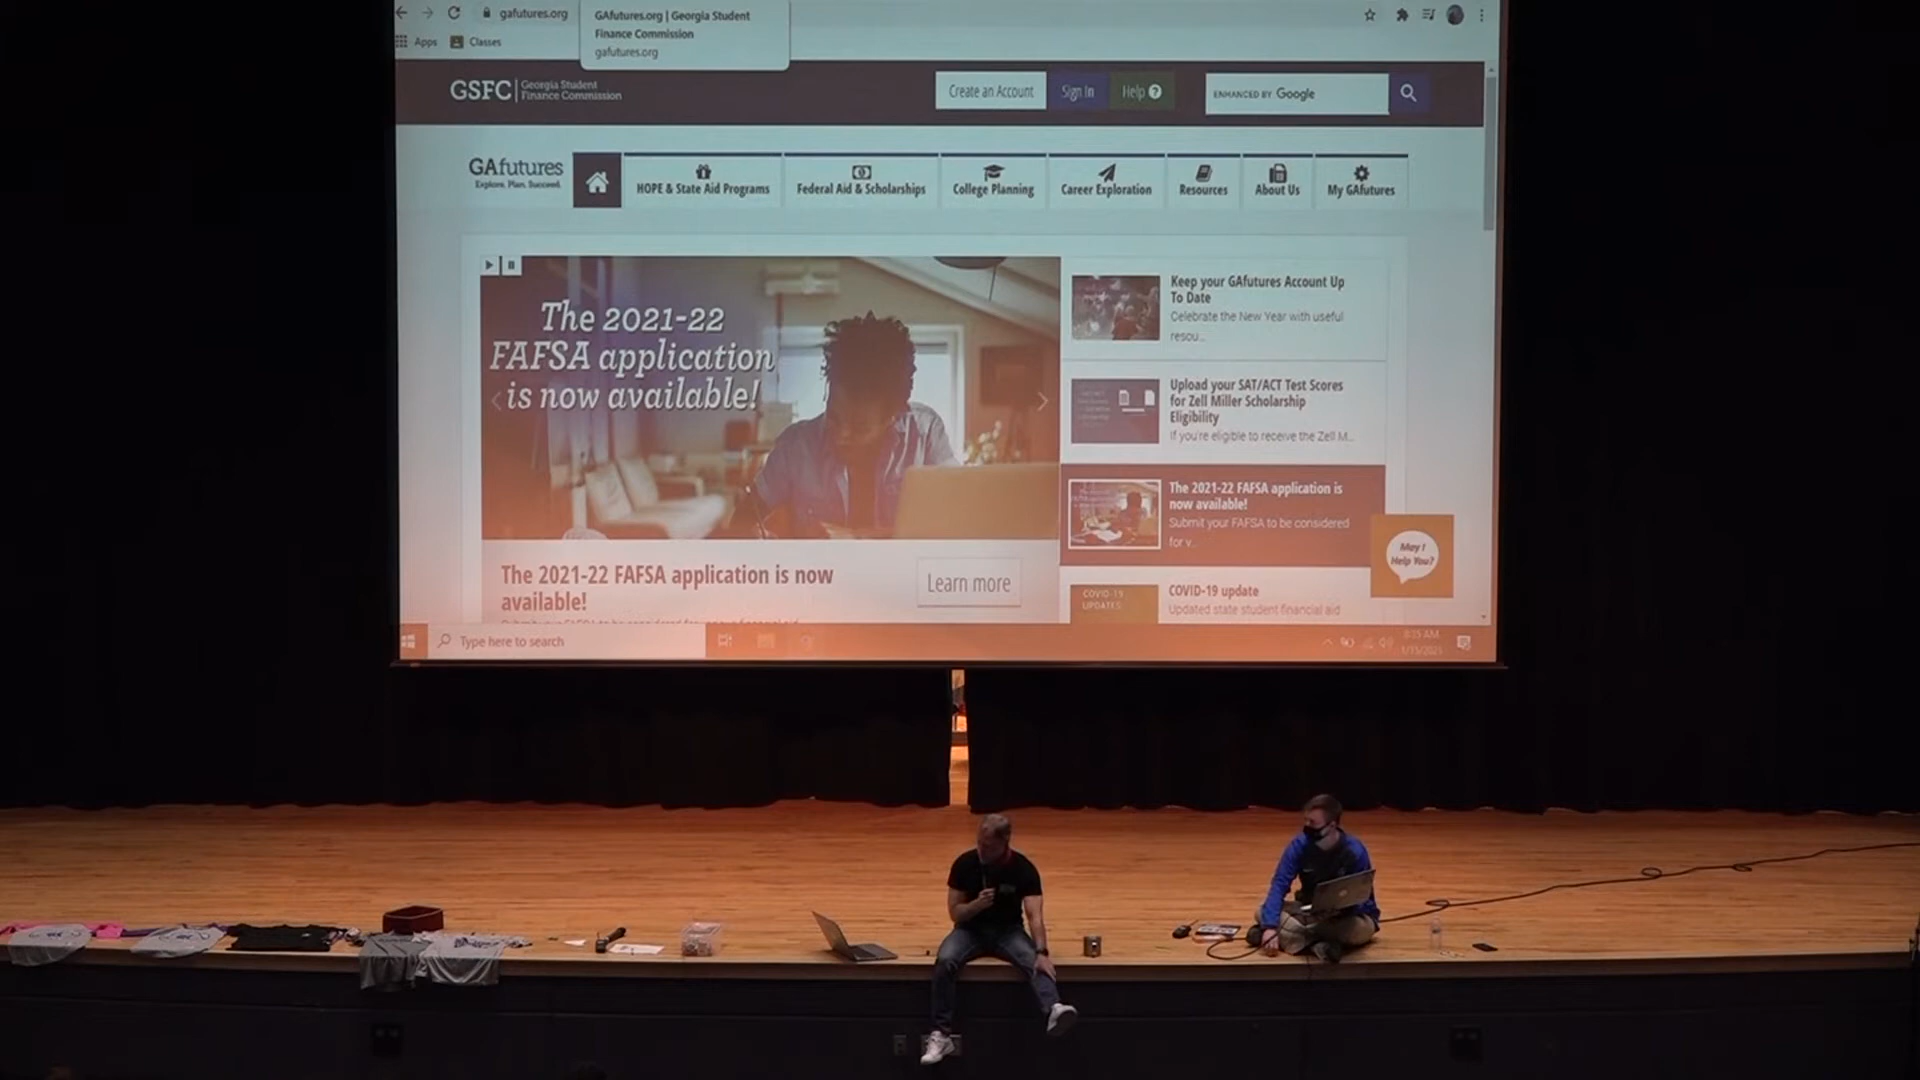 gafutures.org
GAfutures.org | Georgia Student
Finance Commission
gafutures.org
Apps
Classes
GSFC
Georgia Student
Finance Commission
Create an Account
Sign In
Help ?
ENHANCED BY Google
GAfutures
Explore. Plan. Succeed.
HOPE & State Aid Programs
Federal Aid & Scholarships
College Planning
Career Exploration
Resources
About Us
My GAfutures
The 2021-22
FAFSA application
is now available!
The 2021-22 FAFSA application is now
available!
Learn more
Keep your GAfutures Account Up
To Date
Celebrate the New Year with useful
resou...
Upload your SAT/ACT Test Scores
for Zell Miller Scholarship
Eligibility
If you're eligible to receive the Zell M...
The 2021-22 FAFSA application is
now available!
Submit your FAFSA to be considered
for v...
COVID-19
UPDATES
COVID-19 update
Updated state student financial aid
May I
Help You?
Type here to search
8:35 AM